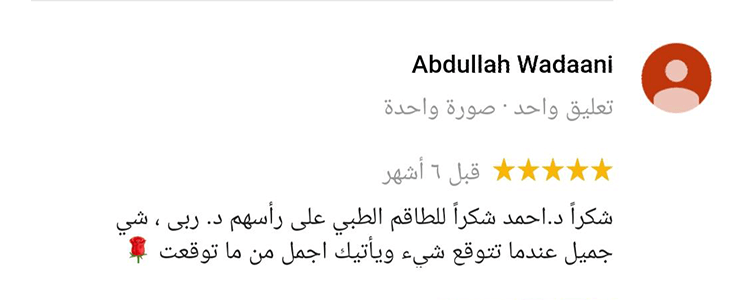 Abdullah Wadaani
تعليق واحد · صورة واحدة
★★★★★ قبل ٦ أشهر
شكراً د.احمد شكراً للطاقم الطبي على رأسهم د. ربى ، شي
جميل عندما تتوقع شيء ويأتيك اجمل من ما توقعت 🌹